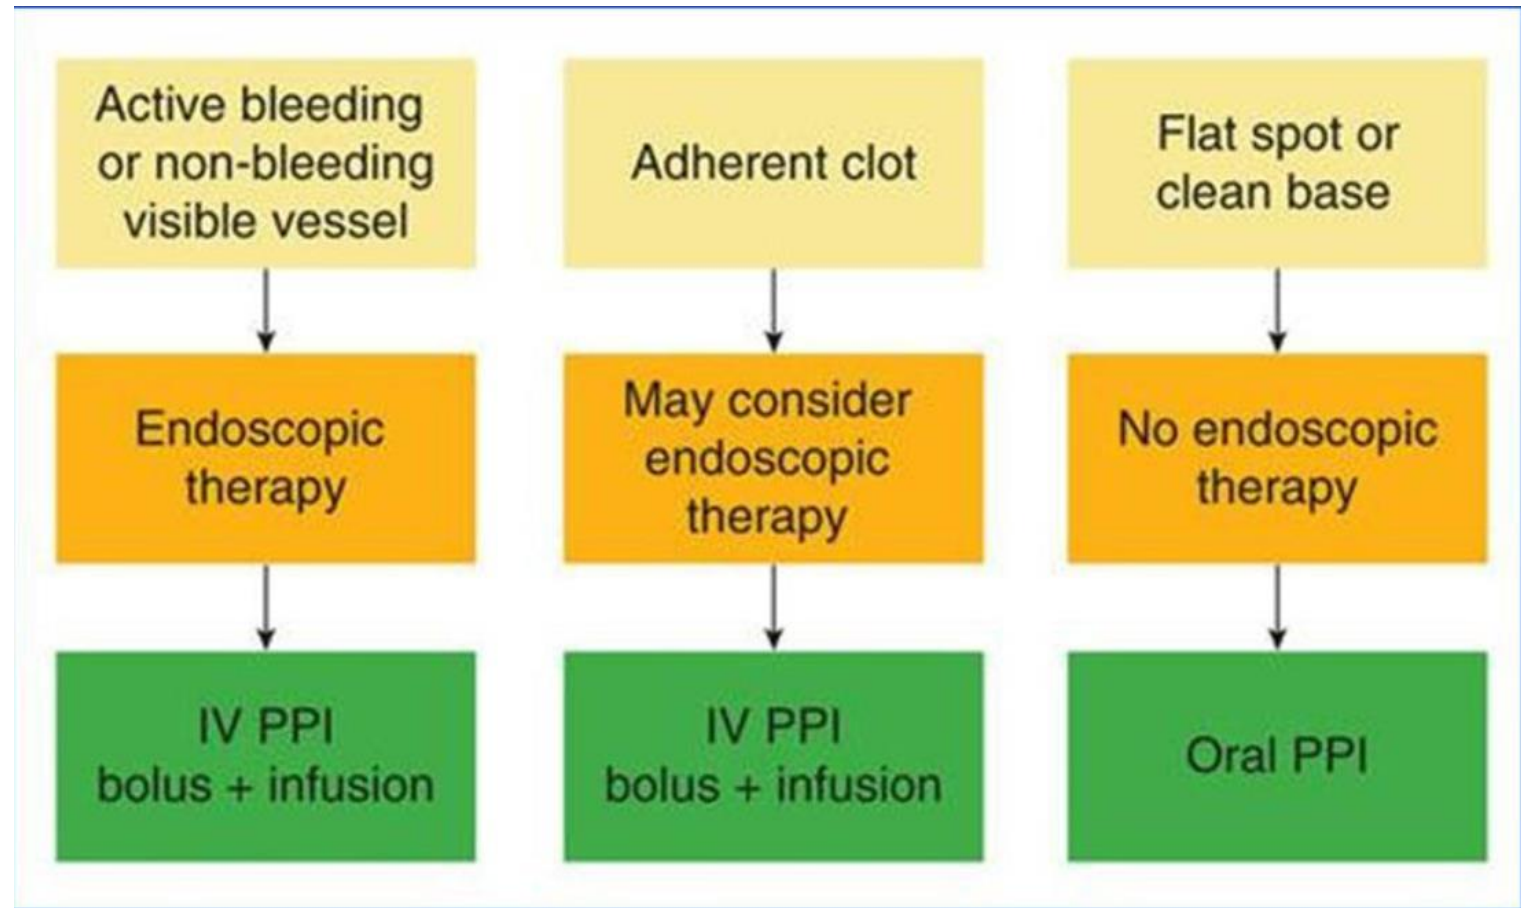 Active bleeding
or non-bleeding
visible vessel
Endoscopic
therapy
IV PPI
bolus + infusion
Adherent clot
May consider
endoscopic
therapy
IV PPI
bolus + infusion
Flat spot or
clean base
No endoscopic
therapy
Oral PPI